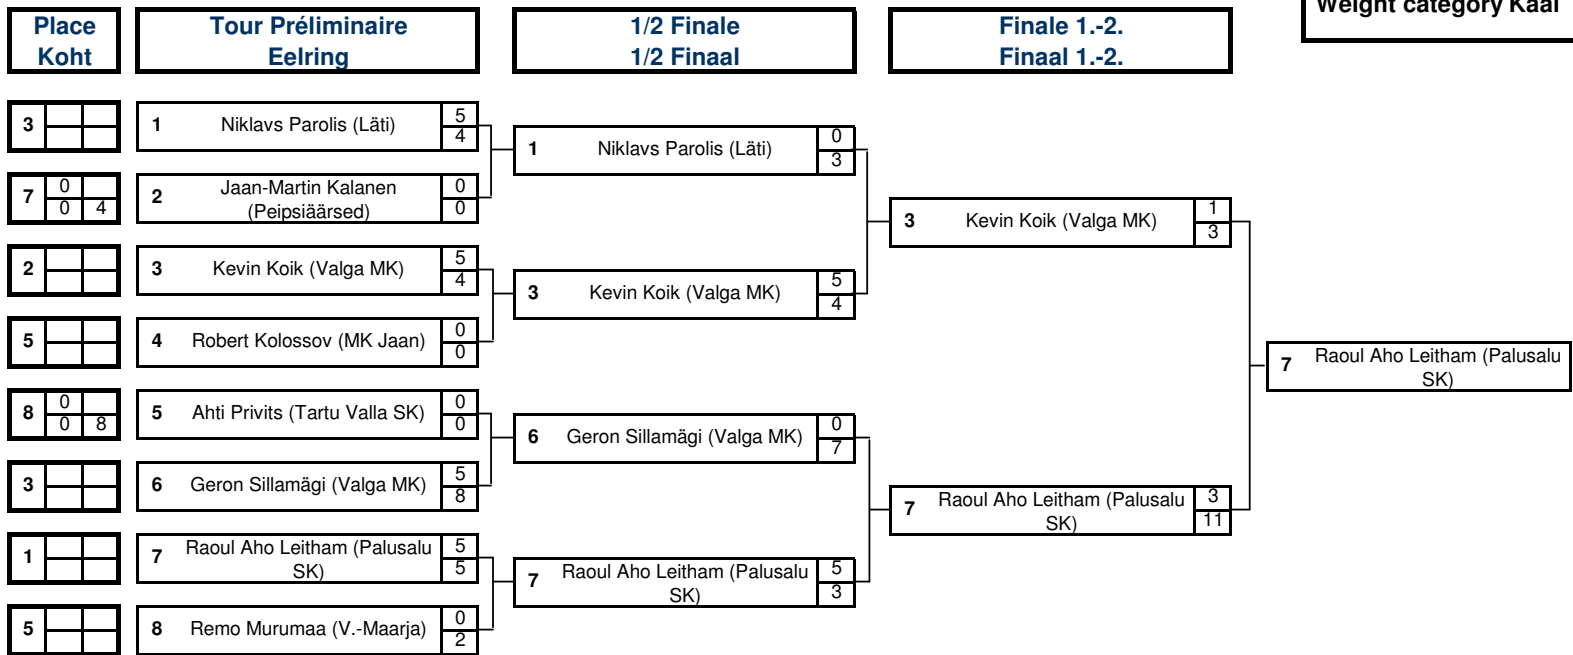 Weight category Kaal
Place
Koht
Tour Préliminaire
Eelring
1/2 Finale
1/2 Finaal
Finale 1.-2.
Finaal 1.-2.
3
1 Niklavs Parolis (Läti) 5
4
7 0
0 4
2 Jaan-Martin Kalanen
(Peipsiäärsed) 0
0
1 Niklavs Parolis (Läti) 0
3
2
3 Kevin Koik (Valga MK) 5
4
5
4 Robert Kolossov (MK Jaan) 0
0
3 Kevin Koik (Valga MK) 5
4
3 Kevin Koik (Valga MK) 1
3
8 0
0 8
5 Ahti Privits (Tartu Valla SK) 0
0
3
6 Geron Sillamägi (Valga MK) 5
8
6 Geron Sillamägi (Valga MK) 0
7
1
7 Raoul Aho Leitham (Palusalu
SK) 5
5
5
8 Remo Murumaa (V.-Maarja) 0
2
7 Raoul Aho Leitham (Palusalu
SK) 5
3
7 Raoul Aho Leitham (Palusalu
SK) 3
11
7 Raoul Aho Leitham (Palusalu
SK)